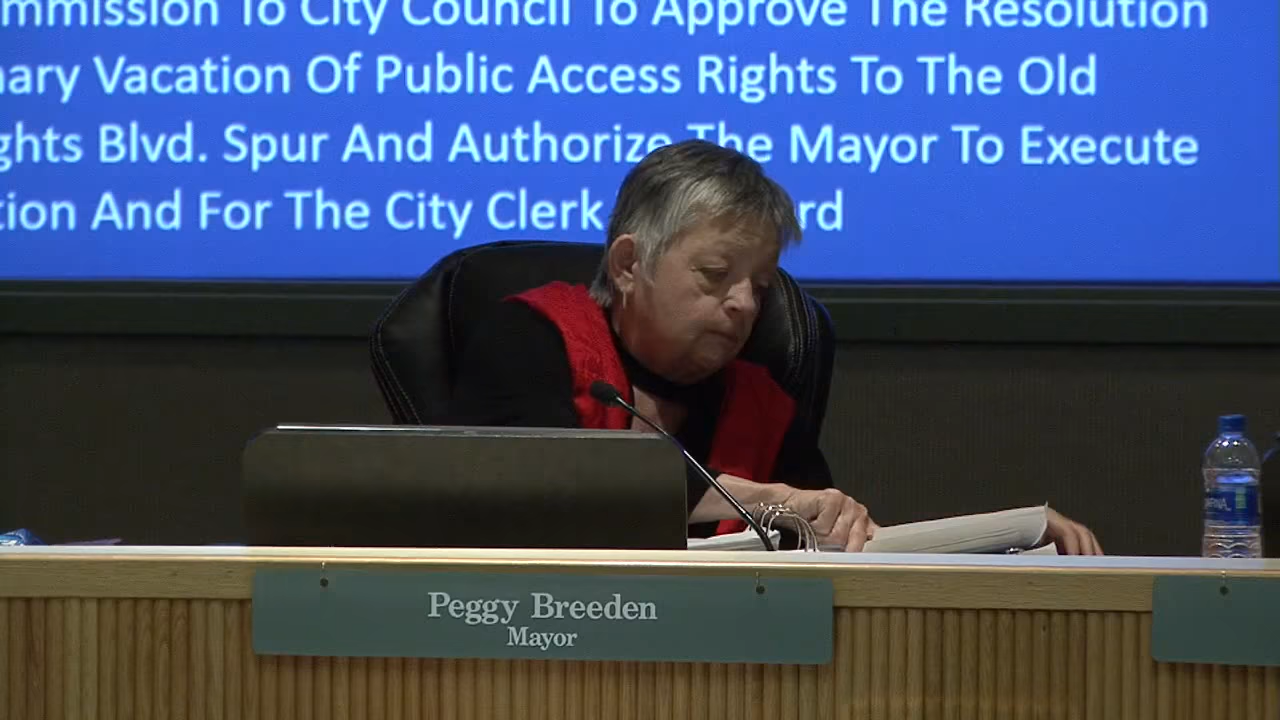 mmission To City Council To Approve The Resolution
nary Vacation Of Public Access Rights To The Old
ghts Blvd. Spur And Authorize The Mayor To Execute
tion And For The City Clerk rd
Peggy Breeden
Mayor